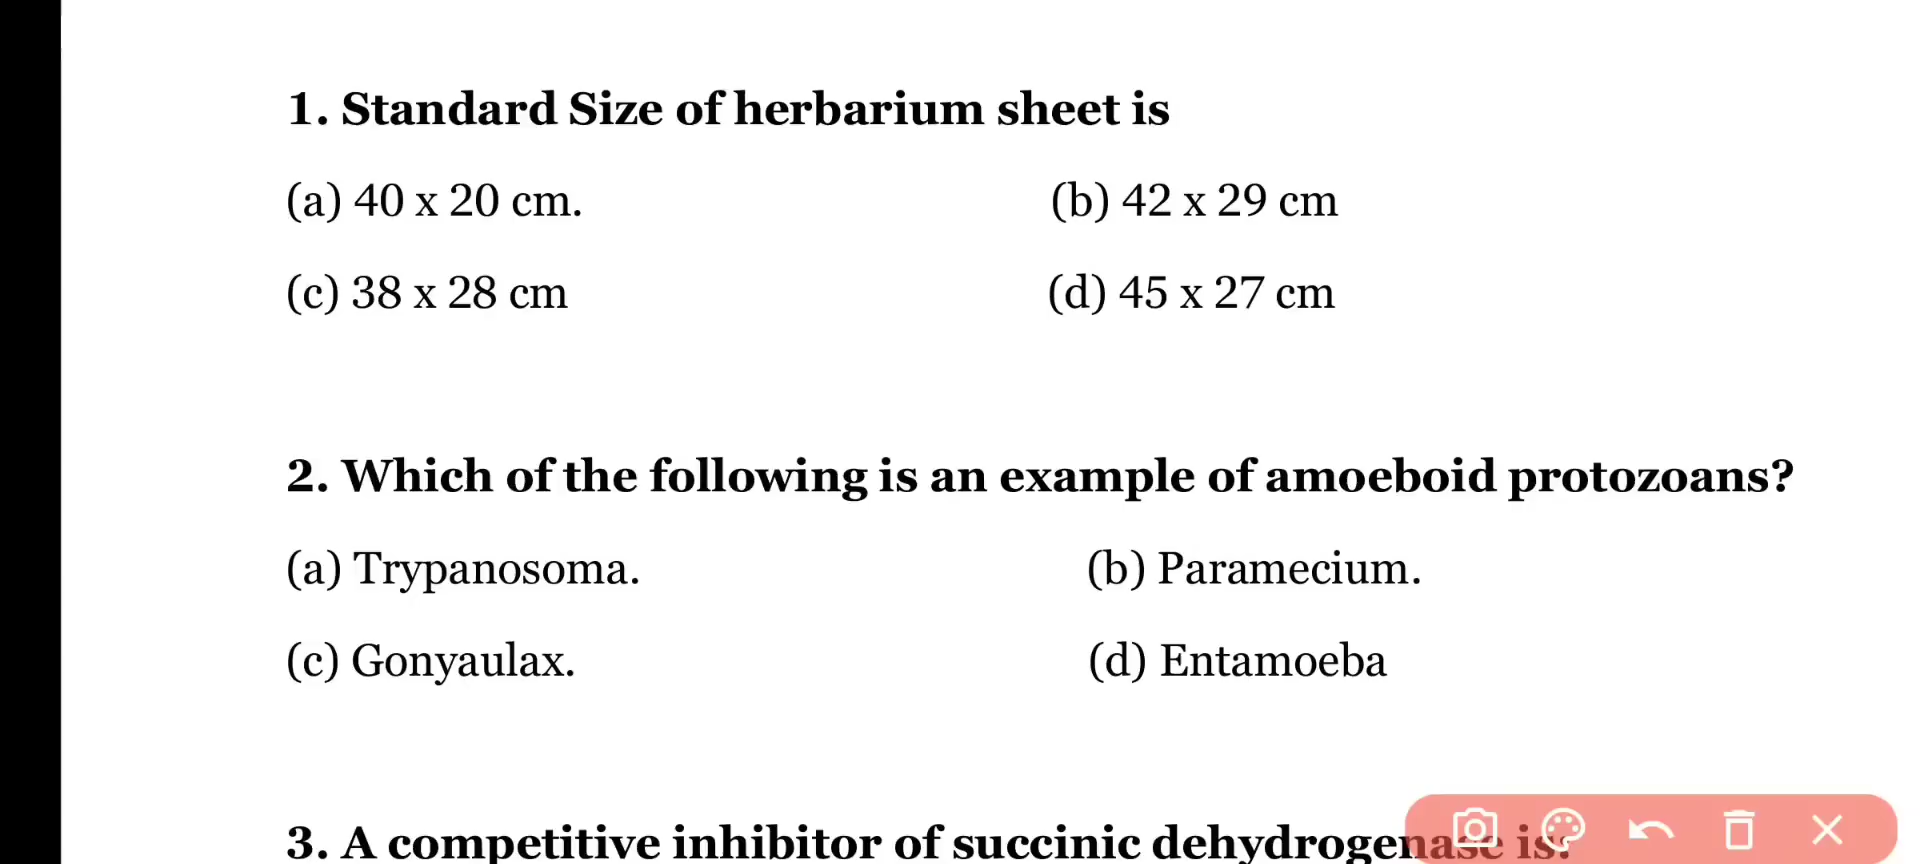 1. Standard Size of herbarium sheet is
(a) 40 x 20 cm. (b) 42 x 29 cm
(c) 38 x 28 cm (d) 45 x 27 cm
2. Which of the following is an example of amoeboid protozoans?
(a) Trypanosoma. (b) Paramecium.
(c) Gonyaulax. (d) Entamoeba
3. A competitive inhibitor of succinic dehydrogenase is: